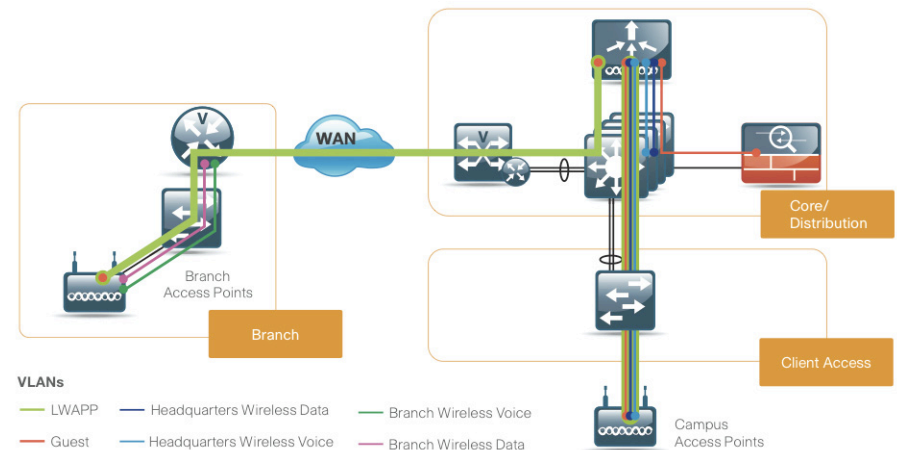 V
WAN
V
Core/
Distribution
Branch
Access Points
Branch
Client Access
VLANs
LWAPP
Headquarters Wireless Data
Branch Wireless Voice
Guest
Headquarters Wireless Voice
Branch Wireless Data
Campus
Access Points